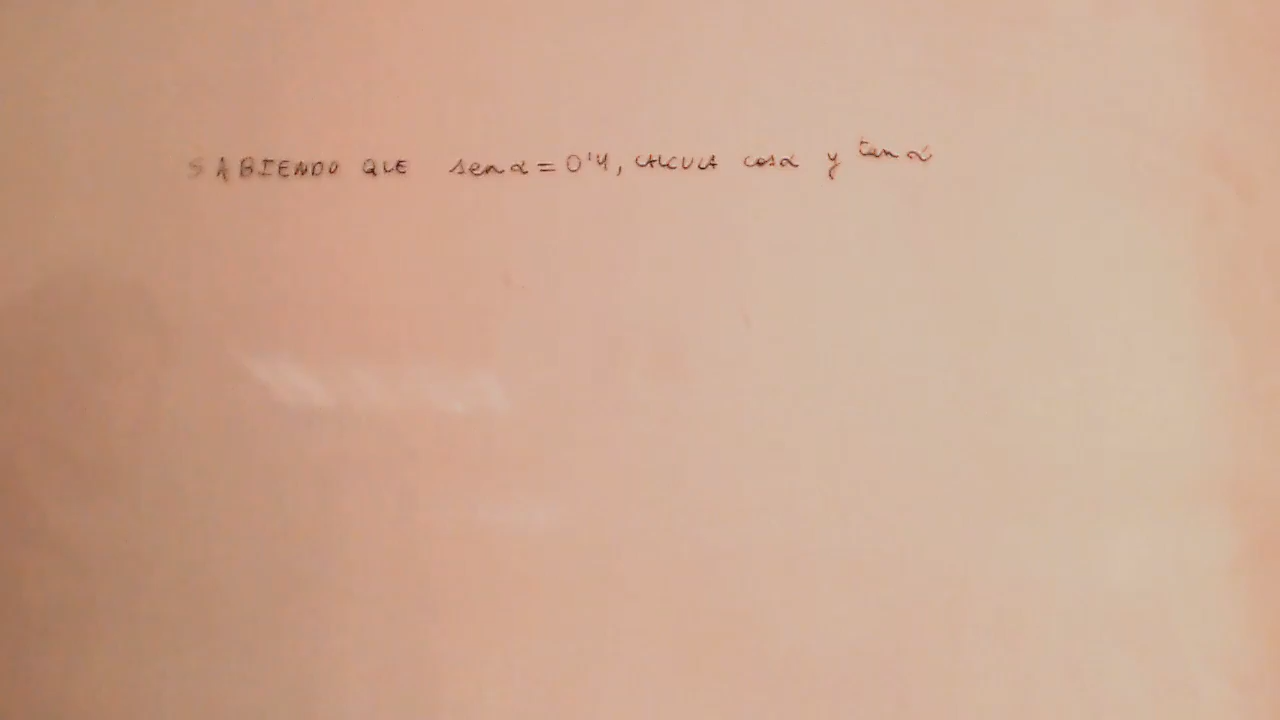 SABIENDO QUE sen α = 0'4, CALCULA cos α y tan α